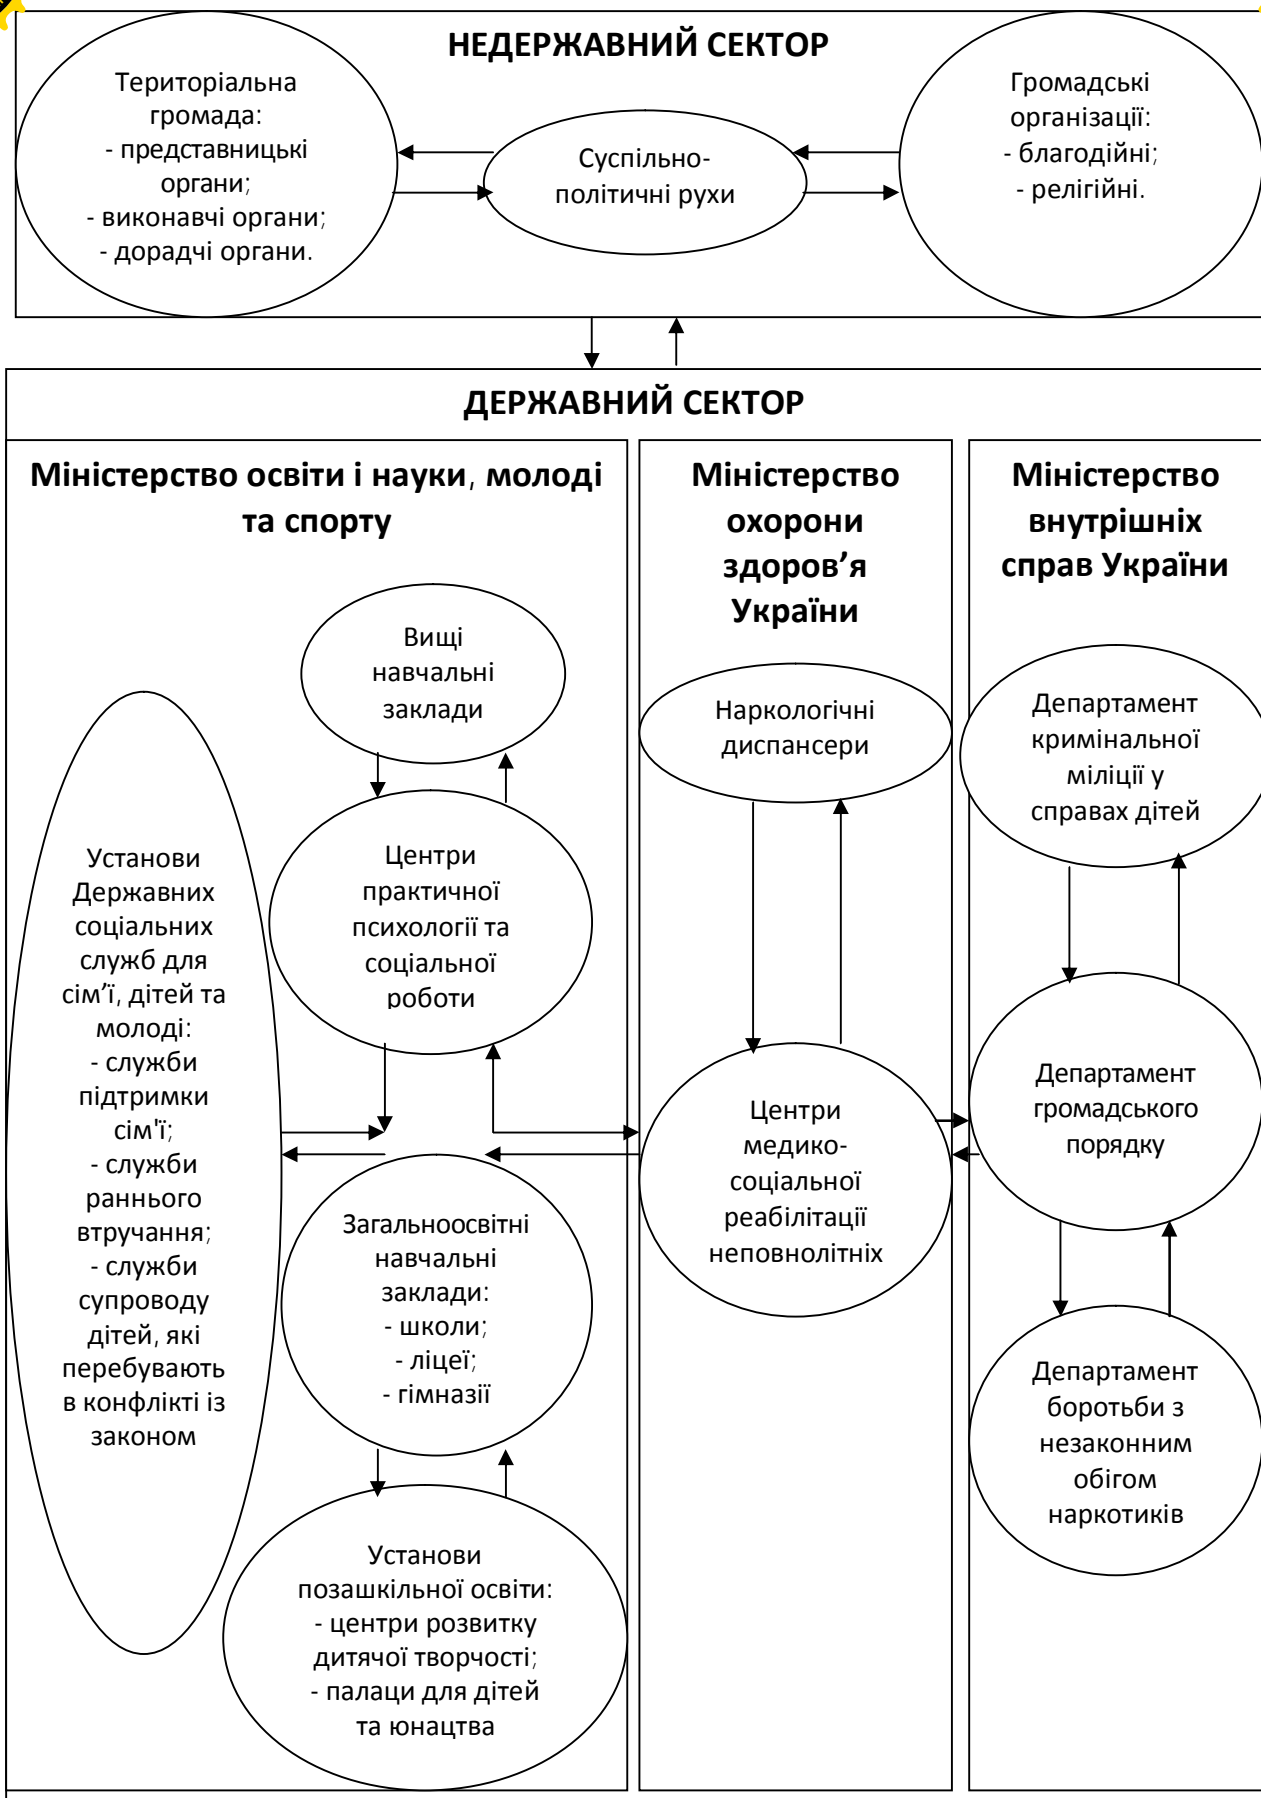 НЕДЕРЖАВНИЙ СЕКТОР
Територіальна
громада:
- представницькі
органи;
- виконавчі органи;
- дорадчі органи.
Суспільно-
політичні рухи
Громадські
організації:
- благодійні;
- релігійні.
ДЕРЖАВНИЙ СЕКТОР
Міністерство освіти і науки, молоді
та спорту
Установи
Державних
соціальних
служб для
сім’ї, дітей та
молоді:
- служби
підтримки
сім'ї;
- служби
раннього
втручання;
- служби
супроводу
дітей, які
перебувають
в конфлікті із
законом
Вищі
навчальні
заклади
Центри
практичної
психології та
соціальної
роботи
Загальноосвітні
навчальні
заклади:
- школи;
- ліцеї;
- гімназії
Установи
позашкільної освіти:
- центри розвитку
дитячої творчості;
- палаци для дітей
та юнацтва
Міністерство
охорони
здоров’я
України
Наркологічні
диспансери
Центри
медико-
соціальної
реабілітації
неповнолітніх
Міністерство
внутрішніх
справ України
Департамент
кримінальної
міліції у
справах дітей
Департамент
громадського
порядку
Департамент
боротьби з
незаконним
обігом
наркотиків